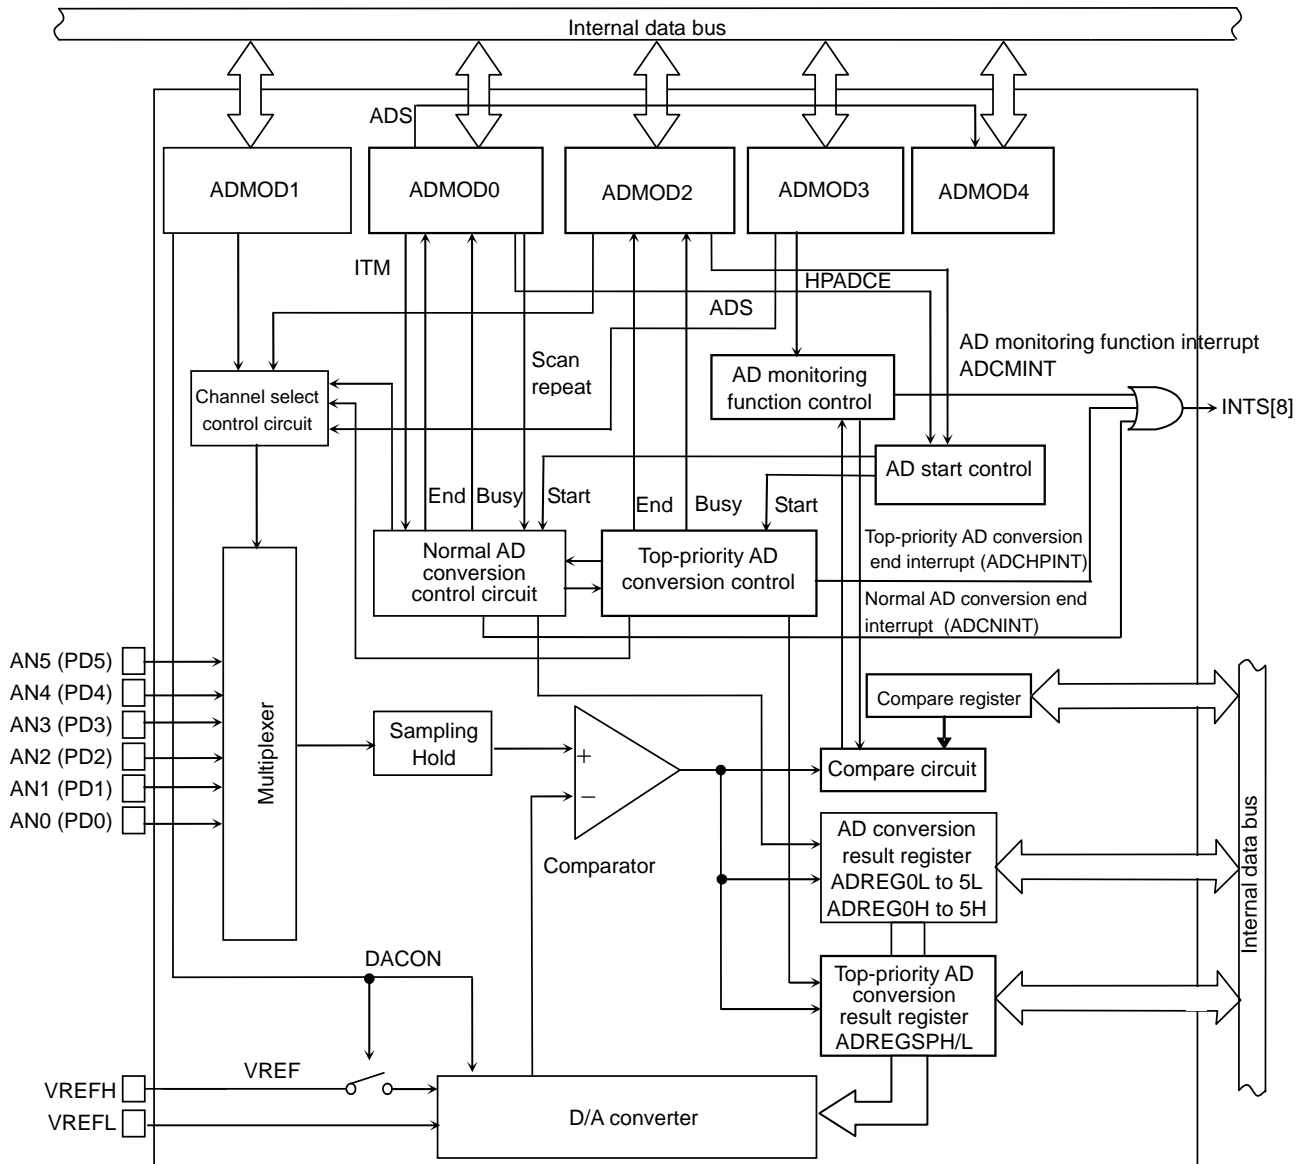 Internal data bus
ADS
ADMOD1
ADMOD0
ADMOD2
ADMOD3
ADMOD4
ITM
HPADCE
ADS
AD monitoring function interrupt
ADCMINT
Scan
repeat
AD monitoring
function control
Channel select
control circuit
INTS[8]
AD start control
End
Busy
Start
End
Busy
Start
Normal AD
conversion
control circuit
Top-priority AD
conversion control
Top-priority AD conversion
end interrupt (ADCHPINT)
Normal AD conversion end
interrupt (ADCNINT)
AN5 (PD5)
AN4 (PD4)
AN3 (PD3)
AN2 (PD2)
AN1 (PD1)
AN0 (PD0)
Multiplexer
Sampling
Hold
+
−
Comparator
Compare register
Compare circuit
AD conversion
result register
ADREG0L to 5L
ADREG0H to 5H
Internal data bus
DACON
Top-priority AD
conversion
result register
ADREGSPH/L
VREF
VREFH
VREFL
D/A converter